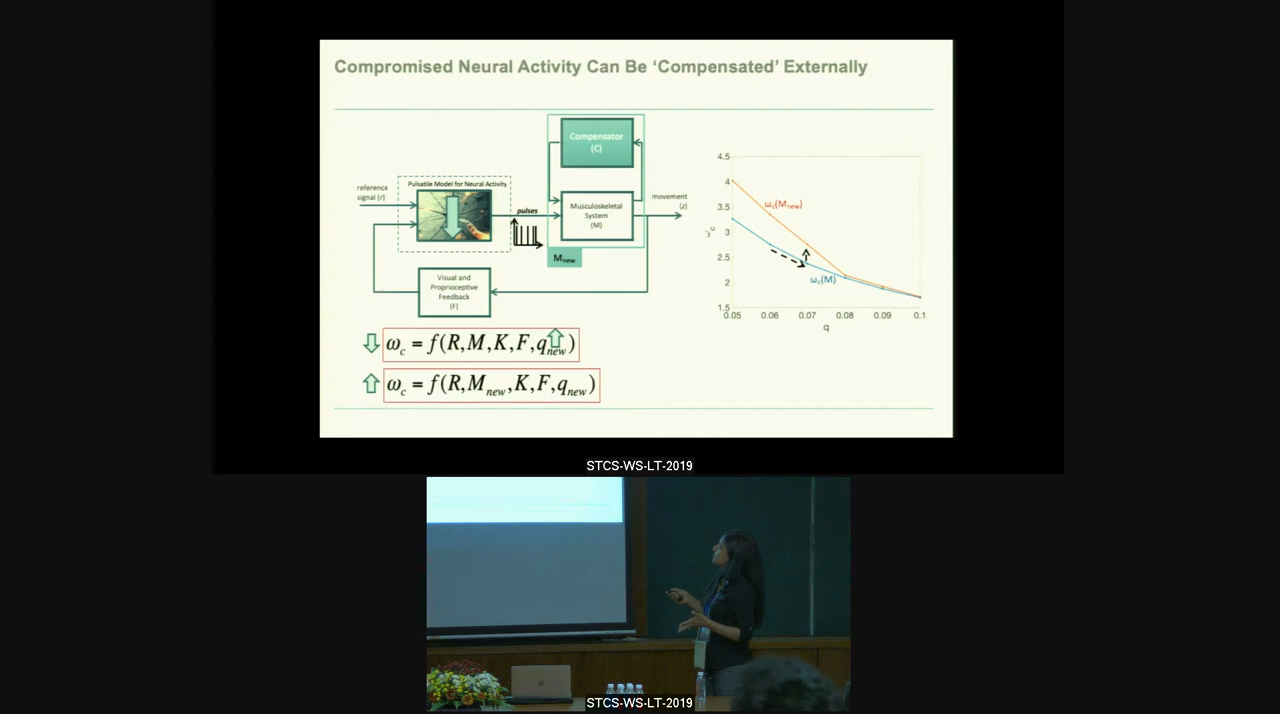 Compromised Neural Activity Can Be ‘Compensated’ Externally
Compensator
(C)
reference
signal (r)
Pulsatile Model for Neural Activity
pulses
Musculoskeletal
System
(M)
movement
(z)
M_new
Visual and
Proprioceptive
Feedback
(F)
ω_c = f(R,M,K,F,q_new)
ω_c = f(R,M_new,K,F,q_new)
4.5
4
3.5
3
2.5
2
1.5
ω_c
ω_c(M_new)
ω_c(M)
0.05 0.06 0.07 0.08 0.09 0.1
q
STCS-WS-LT-2019
STCS-WS-LT-2019